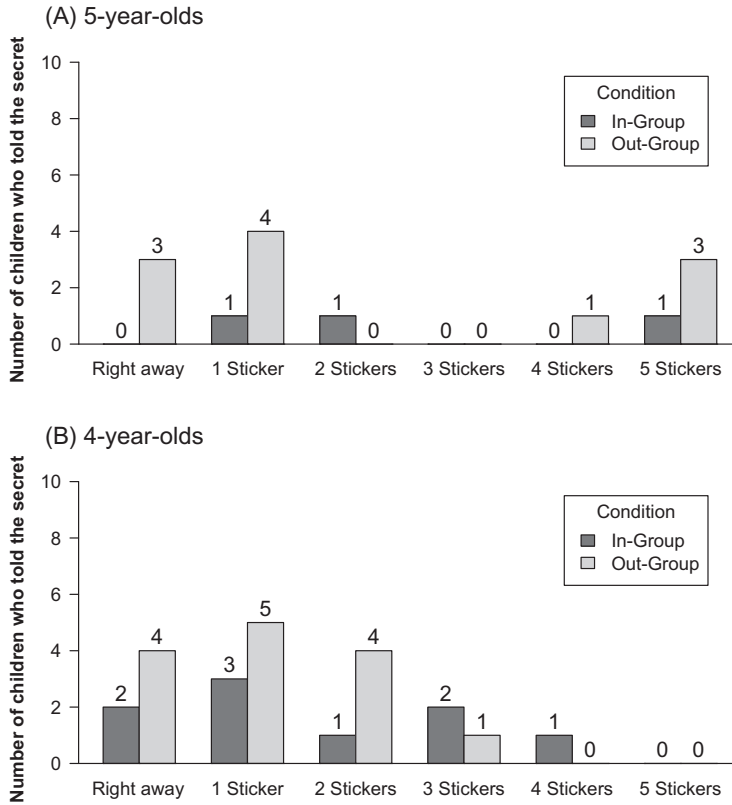 (A) 5-year-olds
Number of children who told the secret
10
8
6
4
2
0
Condition
In-Group
Out-Group
0 3 1 4 1 0 0 0 0 1 1 3
Right away 1 Sticker 2 Stickers 3 Stickers 4 Stickers 5 Stickers
(B) 4-year-olds
Number of children who told the secret
10
8
6
4
2
0
Condition
In-Group
Out-Group
2 4 3 5 1 4 2 1 1 0 0 0
Right away 1 Sticker 2 Stickers 3 Stickers 4 Stickers 5 Stickers